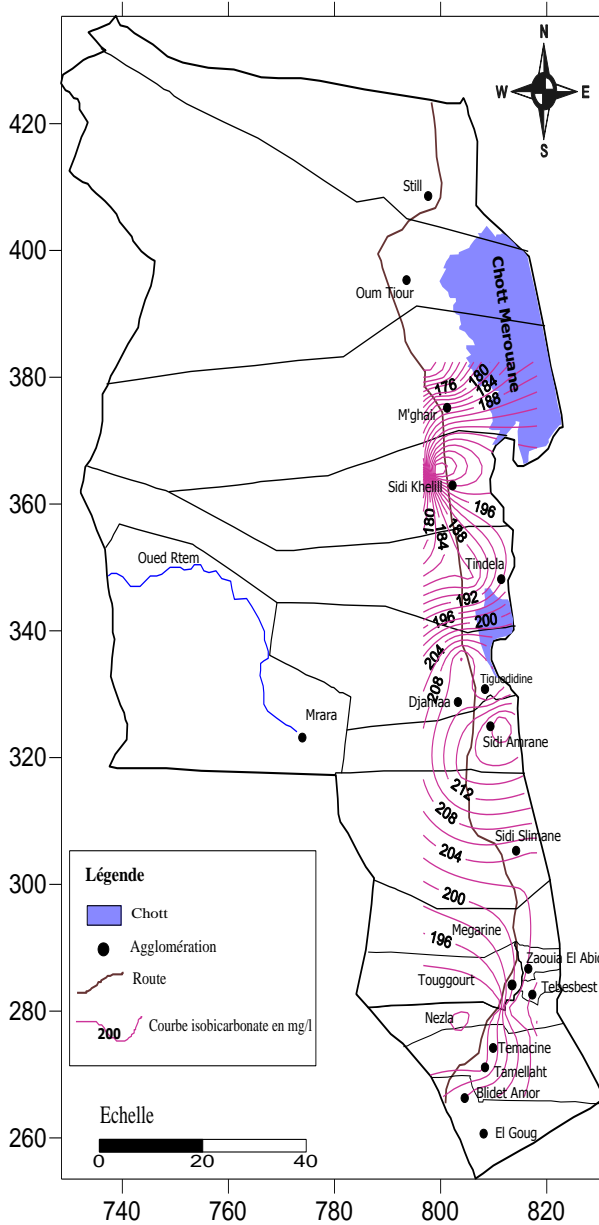 N
W E
S
420
400
380
360
340
320
300
280
260
740 760 780 800 820
Still
Oum Tiour
Chott Merouane
180
176
184
188
M'ghair
Sidi Khelill
196
180
184
188
Tindela
192
196
200
204
208
Oued Rtem
Tiguedidine
Djamaa
Mrara
Sidi Amrane
212
208
Sidi Slimane
204
200
Megarine
196
Zaouia El Abid
Touggourt
Tebesbest
Nezla
Temacine
Tamellaht
Blidet Amor
El Goug
Légende
Chott
Agglomération
Route
200 Courbe isobicarbonate en mg/l
Echelle
0 20 40